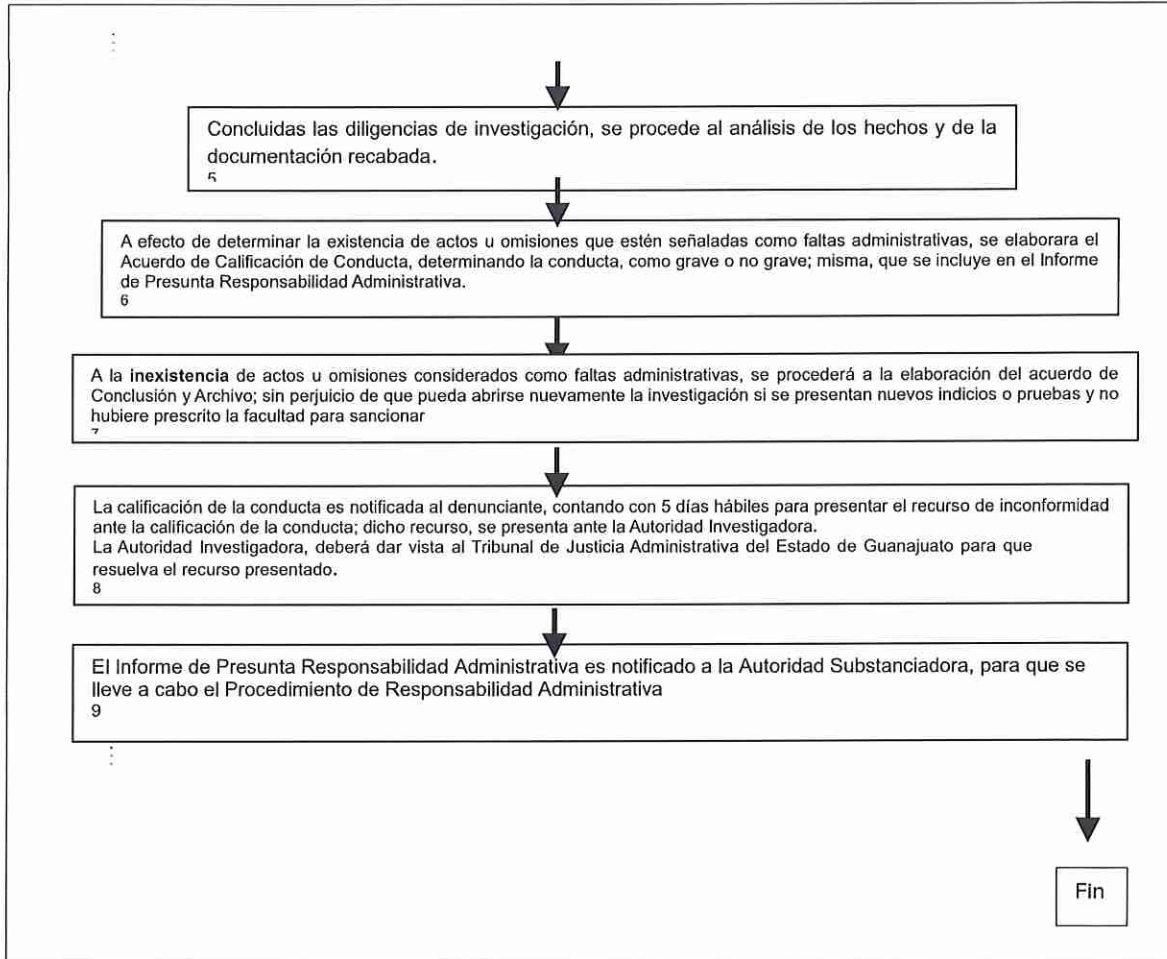 Concluidas las diligencias de investigación, se procede al análisis de los hechos y de la
documentación recabada.
5
A efecto de determinar la existencia de actos u omisiones que estén señaladas como faltas administrativas, se elaborara el
Acuerdo de Calificación de Conducta, determinando la conducta, como grave o no grave; misma, que se incluye en el Informe
de Presunta Responsabilidad Administrativa.
6
A la inexistencia de actos u omisiones considerados como faltas administrativas, se procederá a la elaboración del acuerdo de
Conclusión y Archivo; sin perjuicio de que pueda abrirse nuevamente la investigación si se presentan nuevos indicios o pruebas y no
hubiere prescrito la facultad para sancionar
7
La calificación de la conducta es notificada al denunciante, contando con 5 días hábiles para presentar el recurso de inconformidad
ante la calificación de la conducta; dicho recurso, se presenta ante la Autoridad Investigadora.
La Autoridad Investigadora, deberá dar vista al Tribunal de Justicia Administrativa del Estado de Guanajuato para que
resuelva el recurso presentado.
8
El Informe de Presunta Responsabilidad Administrativa es notificado a la Autoridad Substanciadora, para que se
lleve a cabo el Procedimiento de Responsabilidad Administrativa
9
Fin